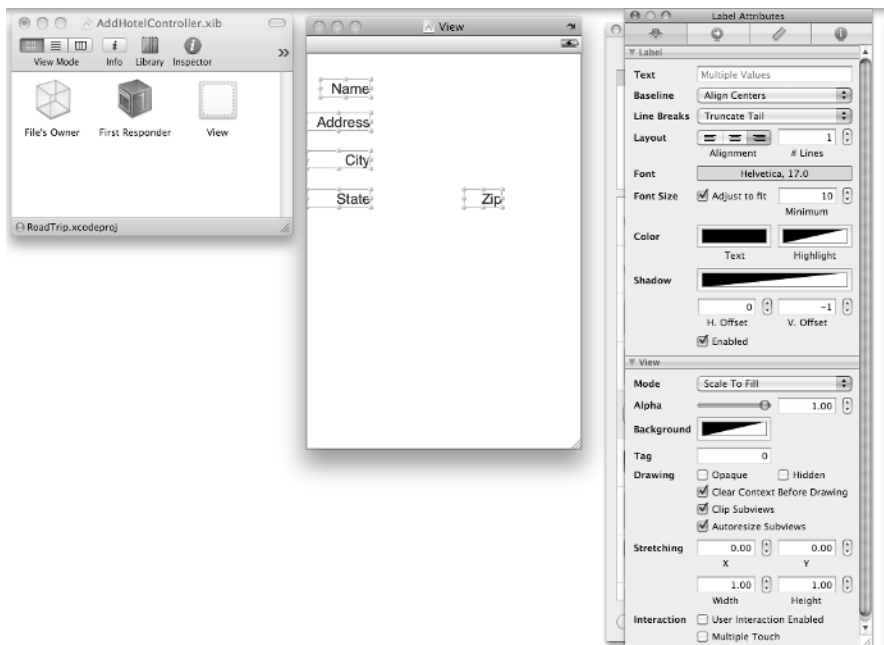 AddHotelController.xib
View Mode
Info
Library
Inspector
File's Owner
First Responder
View
RoadTrip.xcodeproj
View
Name
Address
City
State
Zip
Label Attributes
Label
Text Multiple Values
Baseline Align Centers
Line Breaks Truncate Tail
Layout 1
Alignment # Lines
Font Helvetica, 17.0
Font Size Adjust to fit 10
Minimum
Color
Text Highlight
Shadow
0 -1
H. Offset V. Offset
Enabled
View
Mode Scale To Fill
Alpha 1.00
Background
Tag 0
Drawing Opaque Hidden
Clear Context Before Drawing
Clip Subviews
Autoresize Subviews
Stretching 0.00 0.00
X Y
1.00 1.00
Width Height
Interaction User Interaction Enabled
Multiple Touch